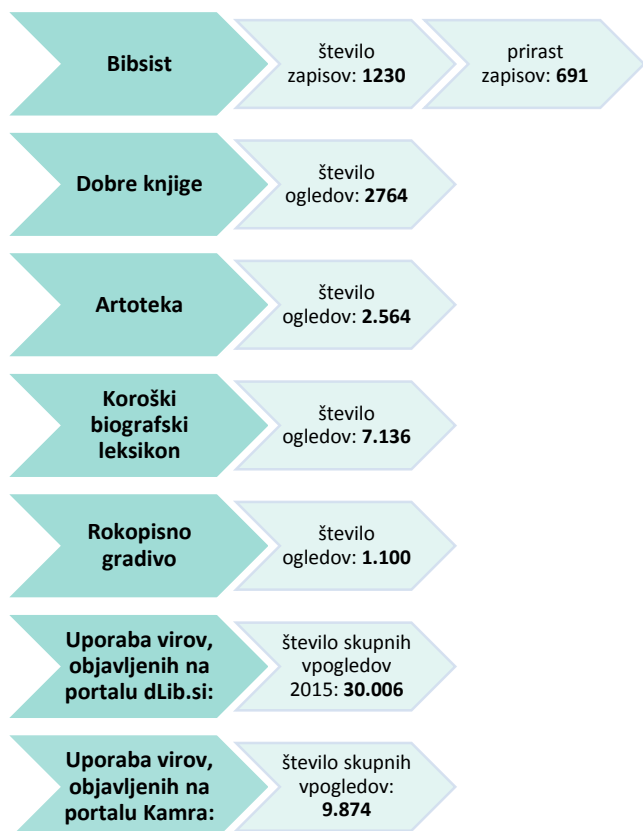 Bibsist
število
zapisov: 1230
prirast
zapisov: 691
Dobre knjige
število
ogledov: 2764
Artoteka
število
ogledov: 2.564
Koroški
biografski
leksikon
število
ogledov: 7.136
Rokopisno
gradivo
število
ogledov: 1.100
Uporaba virov,
objavljenih na
portalu dLib.si:
število skupnih
vpogledov
2015: 30.006
Uporaba virov,
objavljenih na
portalu Kamra:
število skupnih
vpogledov:
9.874